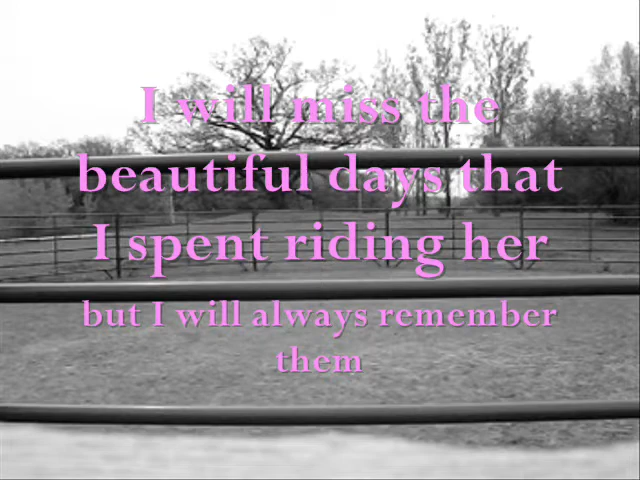 I will miss the
beautiful days that
I spent riding her
but I will always remember
them